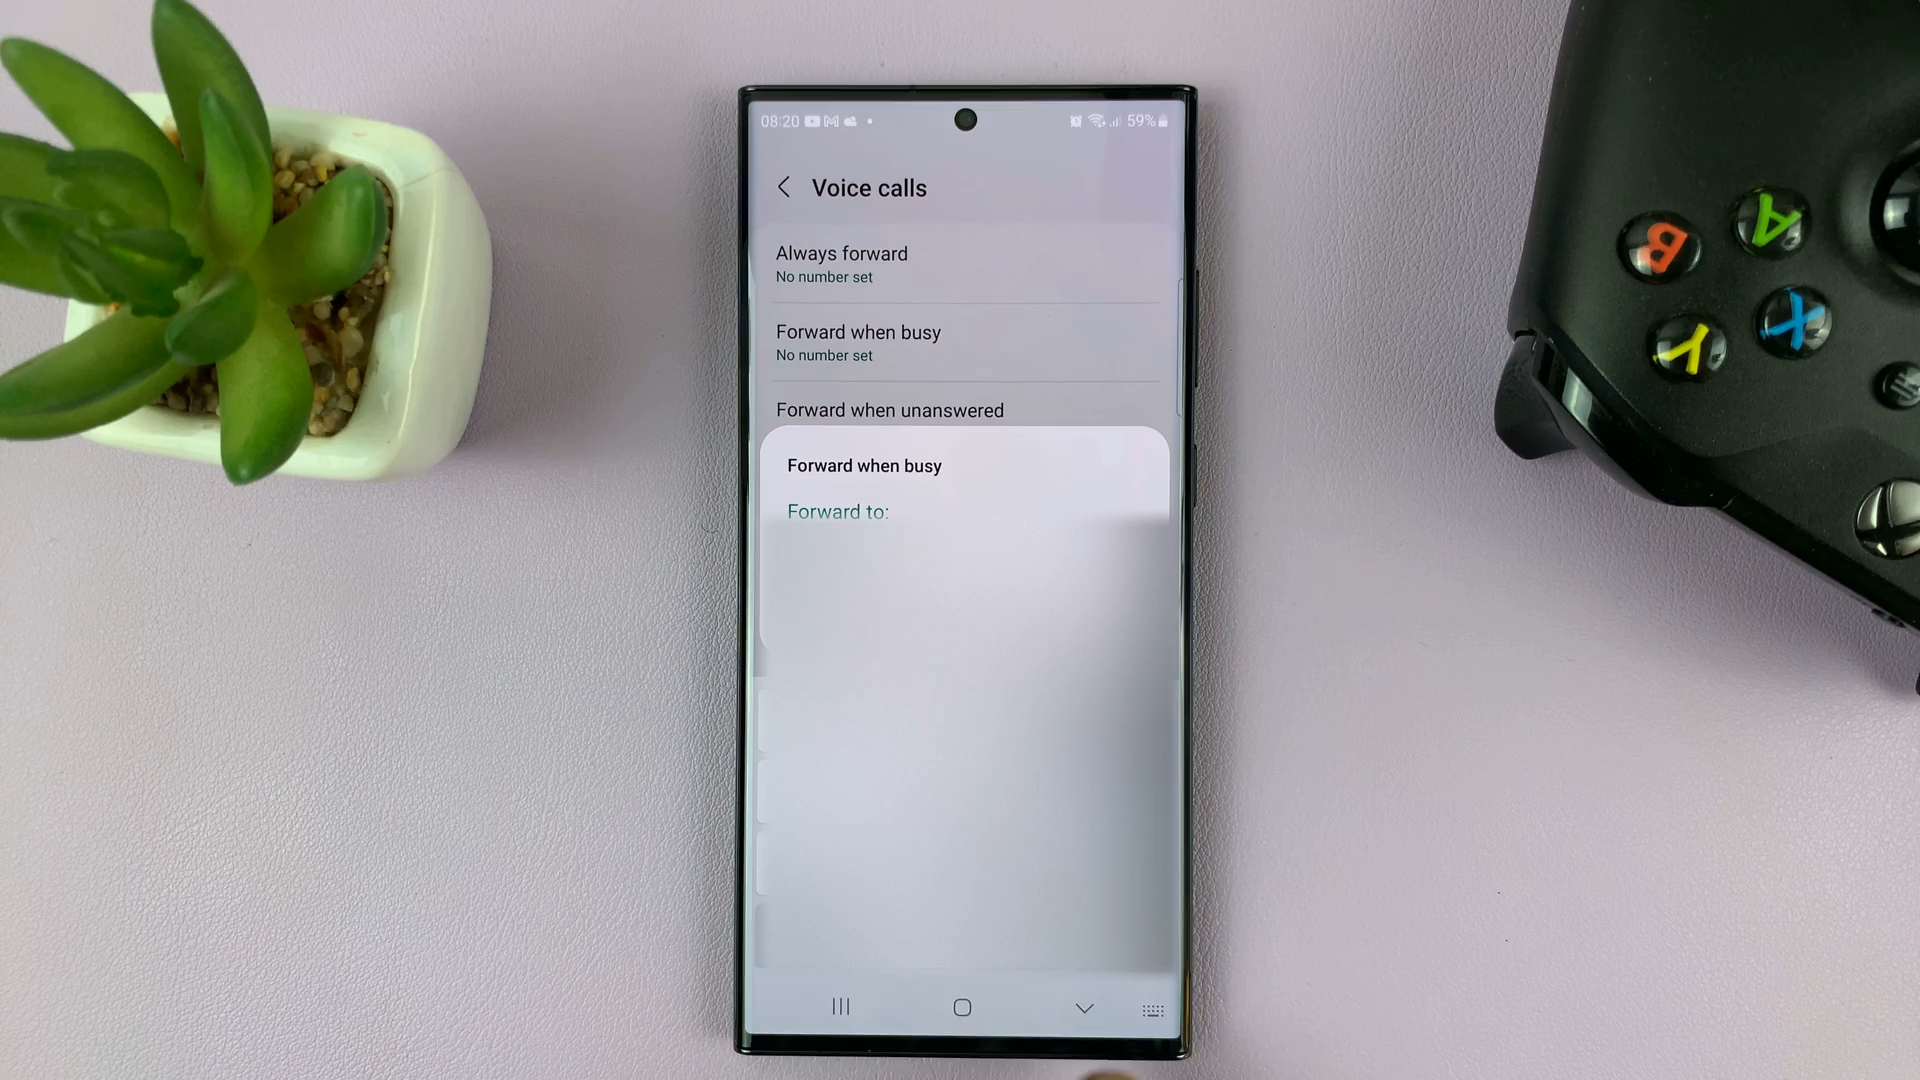 08:20
59%
Voice calls
Always forward
No number set
Forward when busy
No number set
Forward when unanswered
Forward when busy
Forward to:
B
A
Y
X